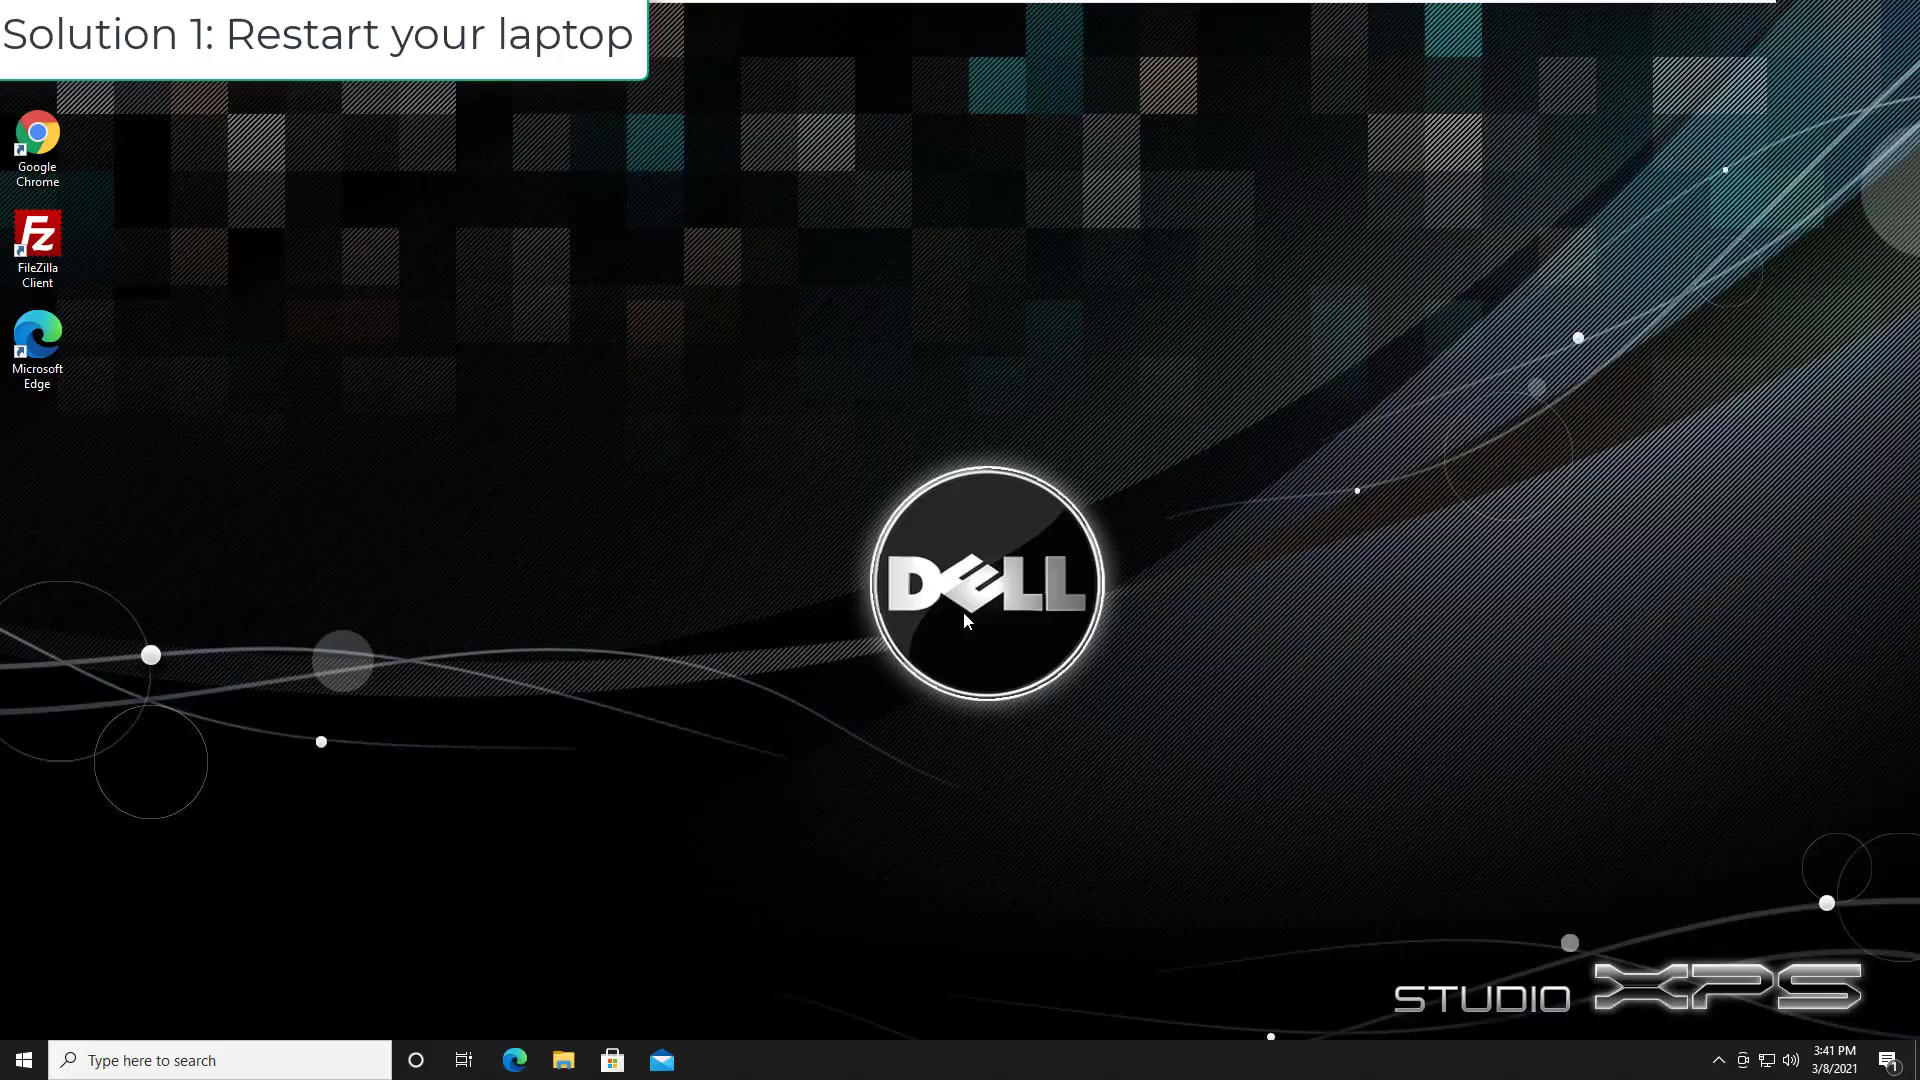 Solution 1: Restart your laptop
Google
Chrome
FileZilla
Client
Microsoft
Edge
DELL
STUDIO XPS
Type here to search
3:41 PM
3/8/2021
1